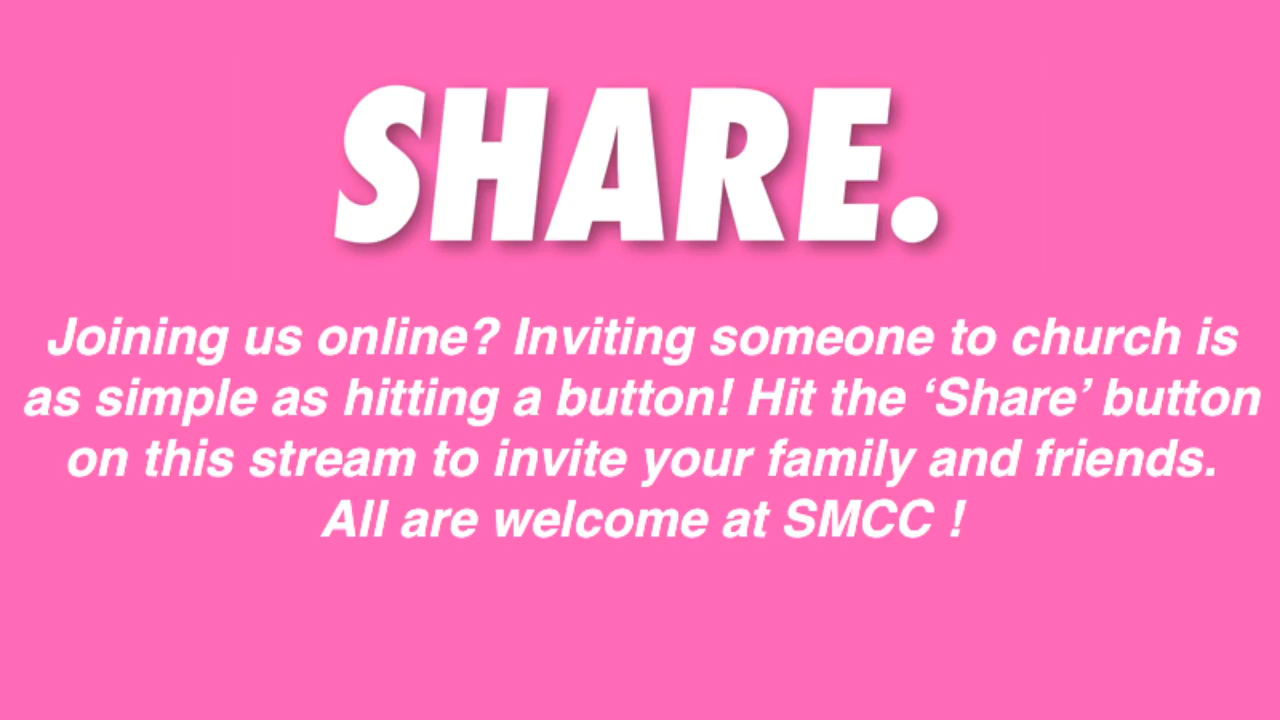 SHARE.
Joining us online? Inviting someone to church is
as simple as hitting a button! Hit the ‘Share’ button
on this stream to invite your family and friends.
All are welcome at SMCC !